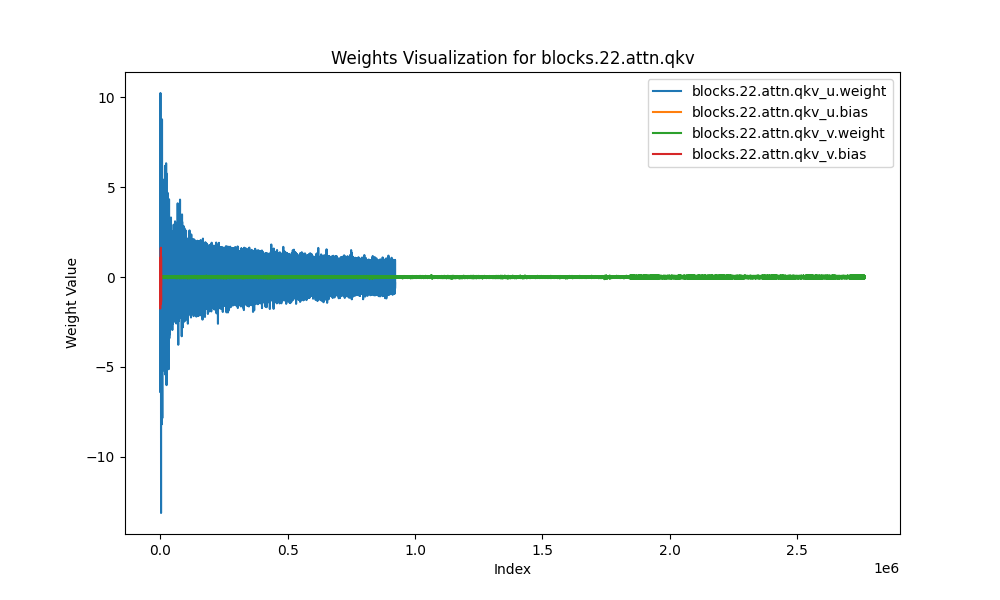 Weights Visualization for blocks.22.attn.qkv
blocks.22.attn.qkv_u.weight
blocks.22.attn.qkv_u.bias
blocks.22.attn.qkv_v.weight
blocks.22.attn.qkv_v.bias
Weight Value
10
5
0
−5
−10
0.0 0.5 1.0 1.5 2.0 2.5
1e6
Index